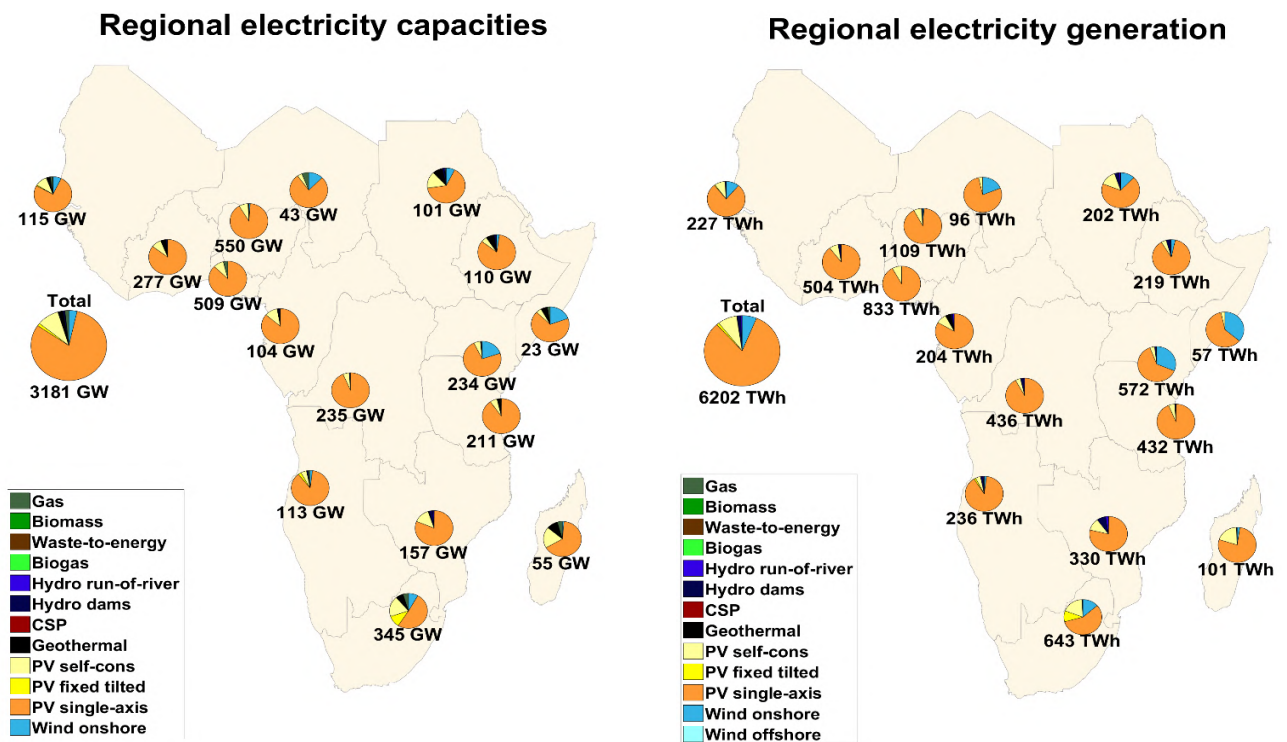 Regional electricity capacities
115 GW
43 GW
101 GW
550 GW
277 GW
110 GW
509 GW
Total
3181 GW
104 GW
23 GW
234 GW
235 GW
211 GW
113 GW
157 GW
55 GW
345 GW
Gas
Biomass
Waste-to-energy
Biogas
Hydro run-of-river
Hydro dams
CSP
Geothermal
PV self-cons
PV fixed tilted
PV single-axis
Wind onshore
Regional electricity generation
227 TWh
96 TWh
202 TWh
1109 TWh
504 TWh
219 TWh
833 TWh
Total
6202 TWh
204 TWh
57 TWh
572 TWh
436 TWh
432 TWh
236 TWh
330 TWh
101 TWh
643 TWh
Gas
Biomass
Waste-to-energy
Biogas
Hydro run-of-river
Hydro dams
CSP
Geothermal
PV self-cons
PV fixed tilted
PV single-axis
Wind onshore
Wind offshore